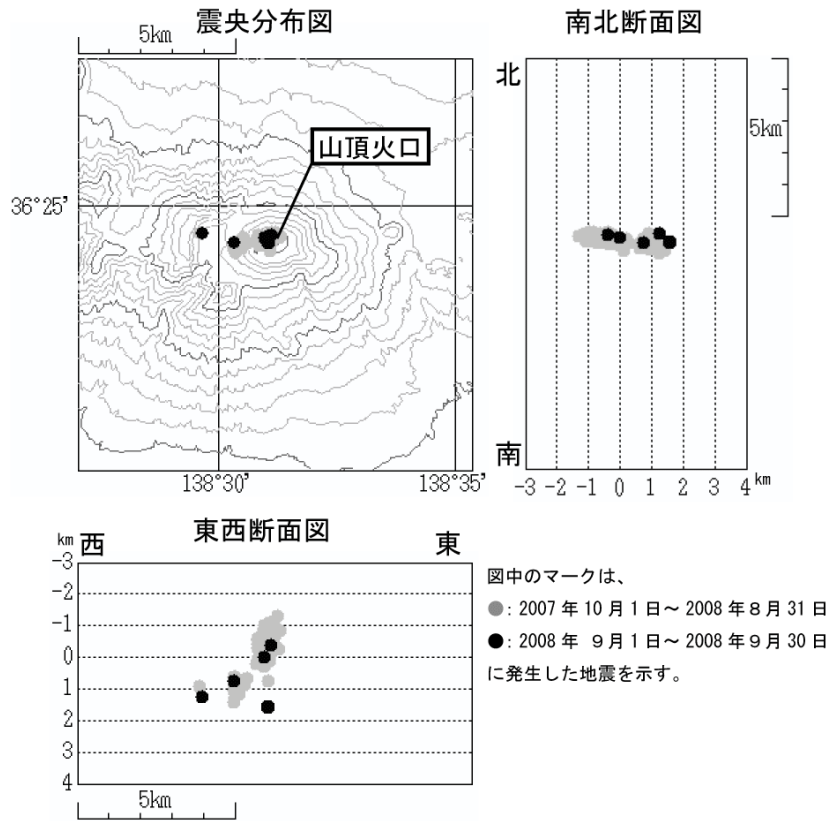 震央分布図
5km
山頂火口
36°25'
138°30'
138°35'
南北断面図
北
5km
南
-3 -2 -1 0 1 2 3 4 km
東西断面図
km 西
東
-3
-2
-1
0
1
2
3
4
5km
図中のマークは、
●: 2007 年 10 月 1 日～ 2008 年 8 月 31 日
●: 2008 年 9 月 1 日～ 2008 年 9 月 30 日
に発生した地震を示す。